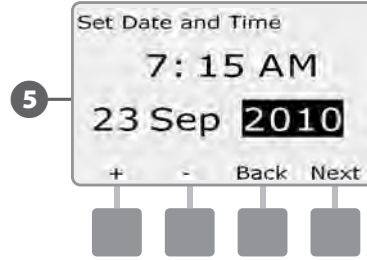 Set Date and Time
7: 15 AM
5
23 Sep 2010
+ - Back Next